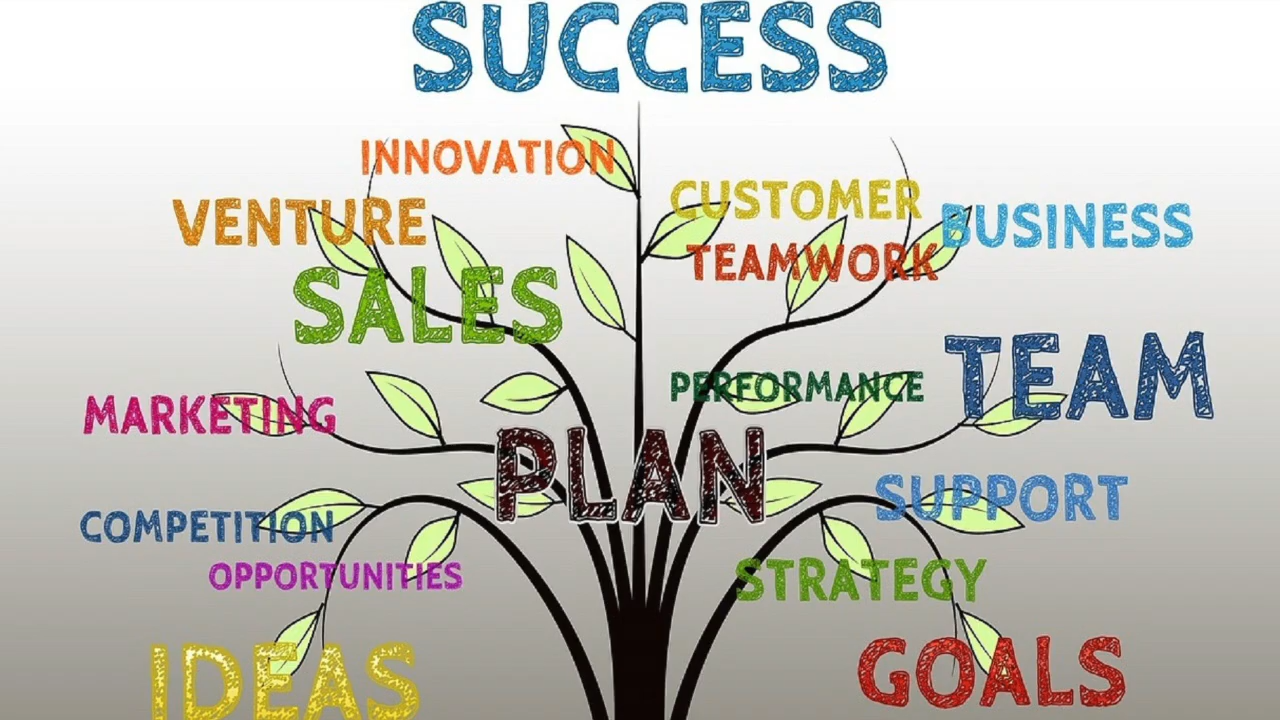 SUCCESS
INNOVATION
CUSTOMER
VENTURE
BUSINESS
TEAMWORK
SALES
TEAM
PERFORMANCE
MARKETING
PLAN
SUPPORT
COMPETITION
OPPORTUNITIES
STRATEGY
IDEAS
GOALS